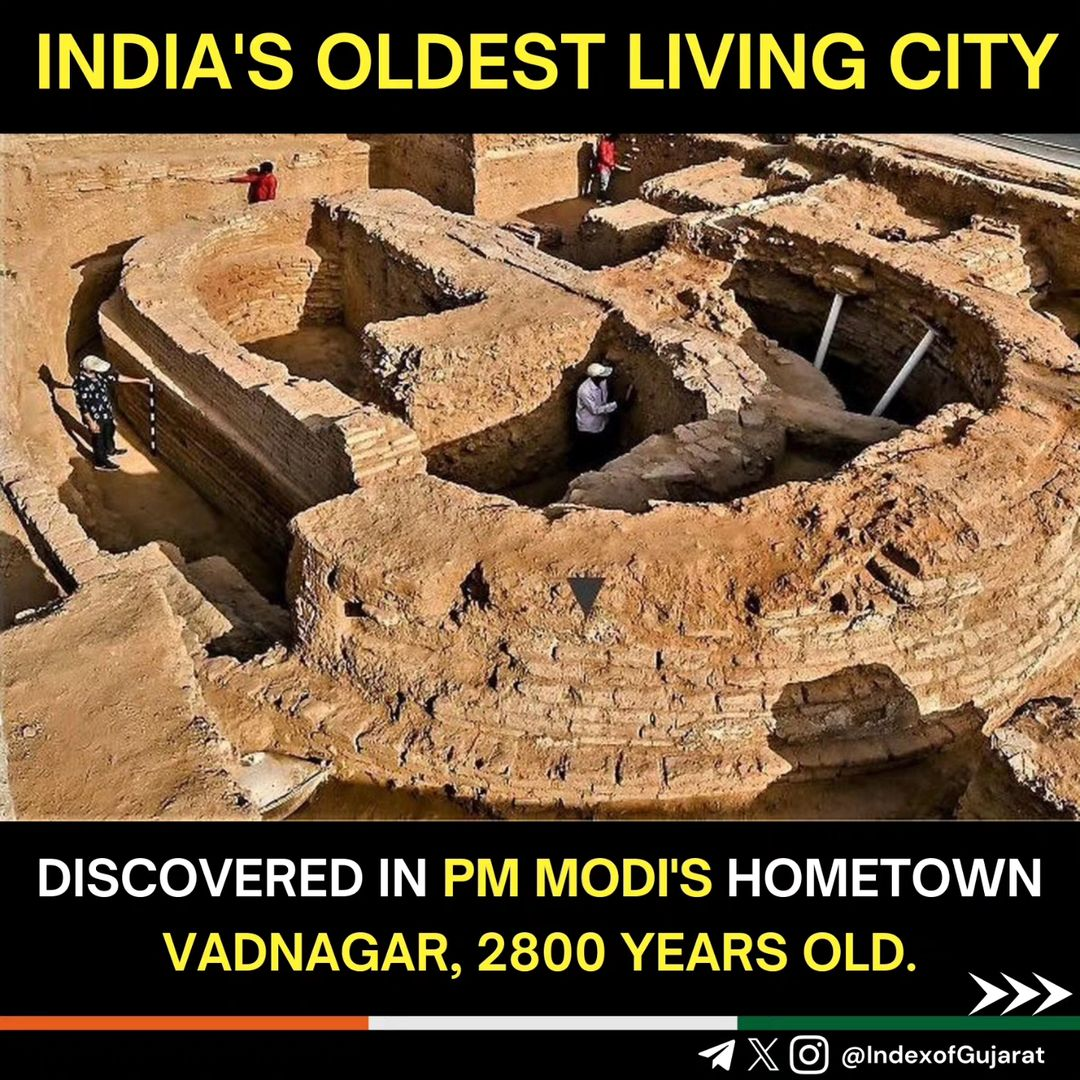 INDIA'S OLDEST LIVING CITY
DISCOVERED IN PM MODI'S HOMETOWN
VADNAGAR, 2800 YEARS OLD.
@IndexofGujarat